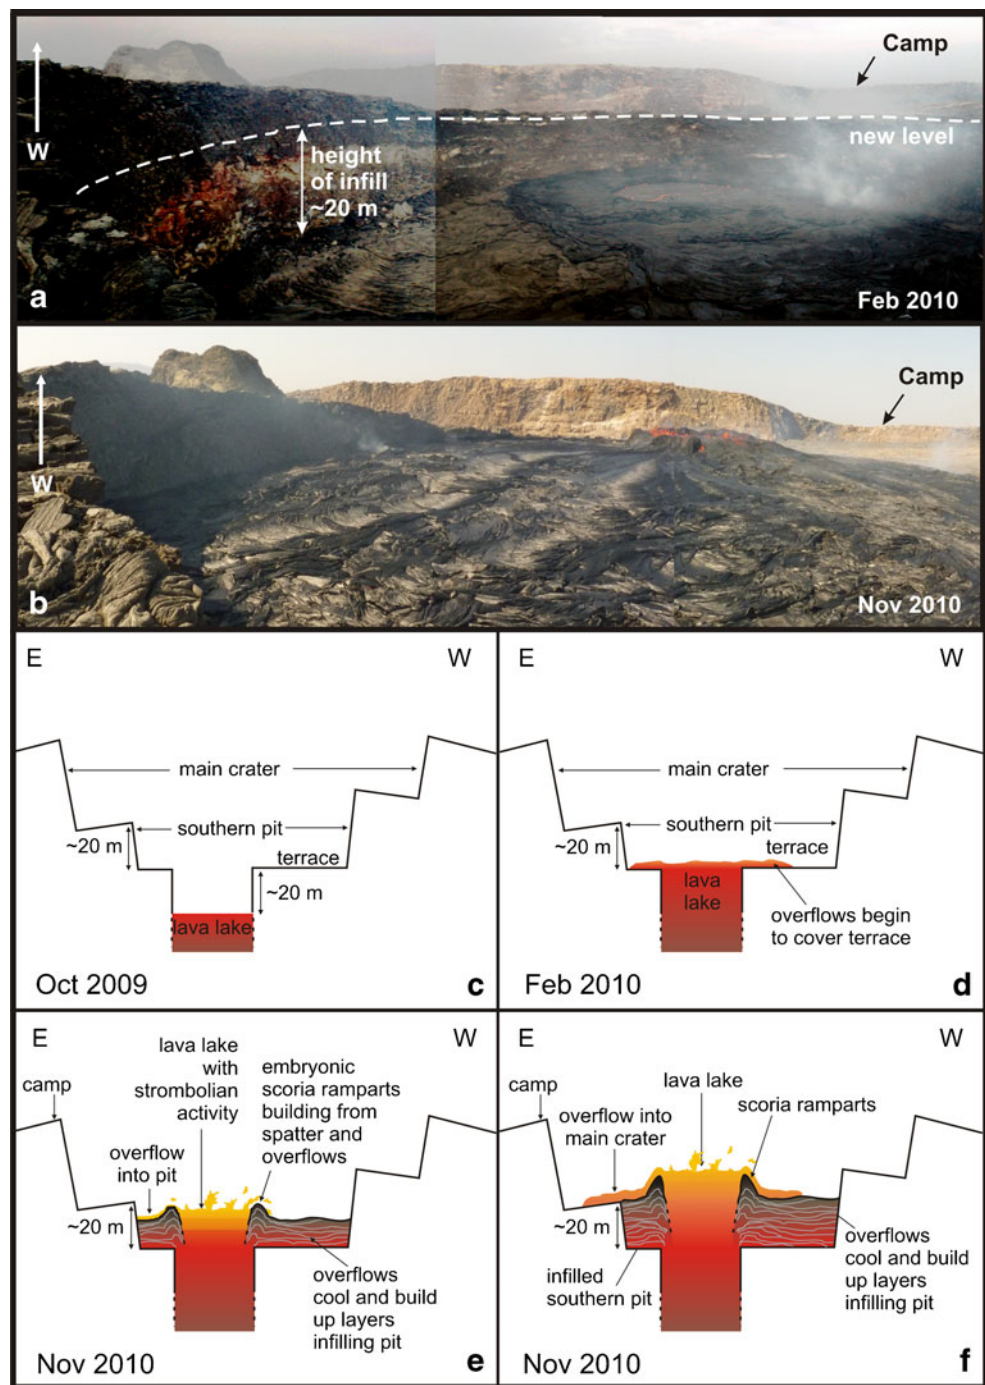 Camp
new level
W
height
of infill
~20 m
a
Feb 2010
Camp
W
b
Nov 2010
E
W
main crater
southern pit
~20 m
terrace
~20 m
lava lake
Oct 2009
c
E
W
main crater
southern pit
~20 m
terrace
lava
lake
overflows begin
to cover terrace
Feb 2010
d
E
W
camp
lava lake
with
strombolian
activity
embryonic
scoria ramparts
building from
spatter and
overflows
overflow
into pit
~20 m
overflows
cool and build
up layers
infilling pit
Nov 2010
e
E
W
camp
lava lake
overflow into
main crater
scoria ramparts
~20 m
infilled
southern pit
overflows
cool and build
up layers
infilling pit
Nov 2010
f